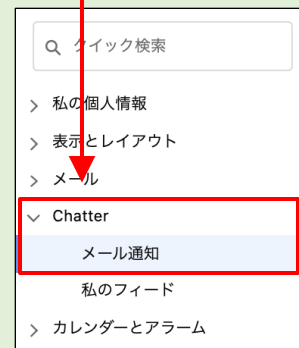 クイック検索
私の個人情報
表示とレイアウト
メール
Chatter
メール通知
私のフィード
カレンダーとアラーム